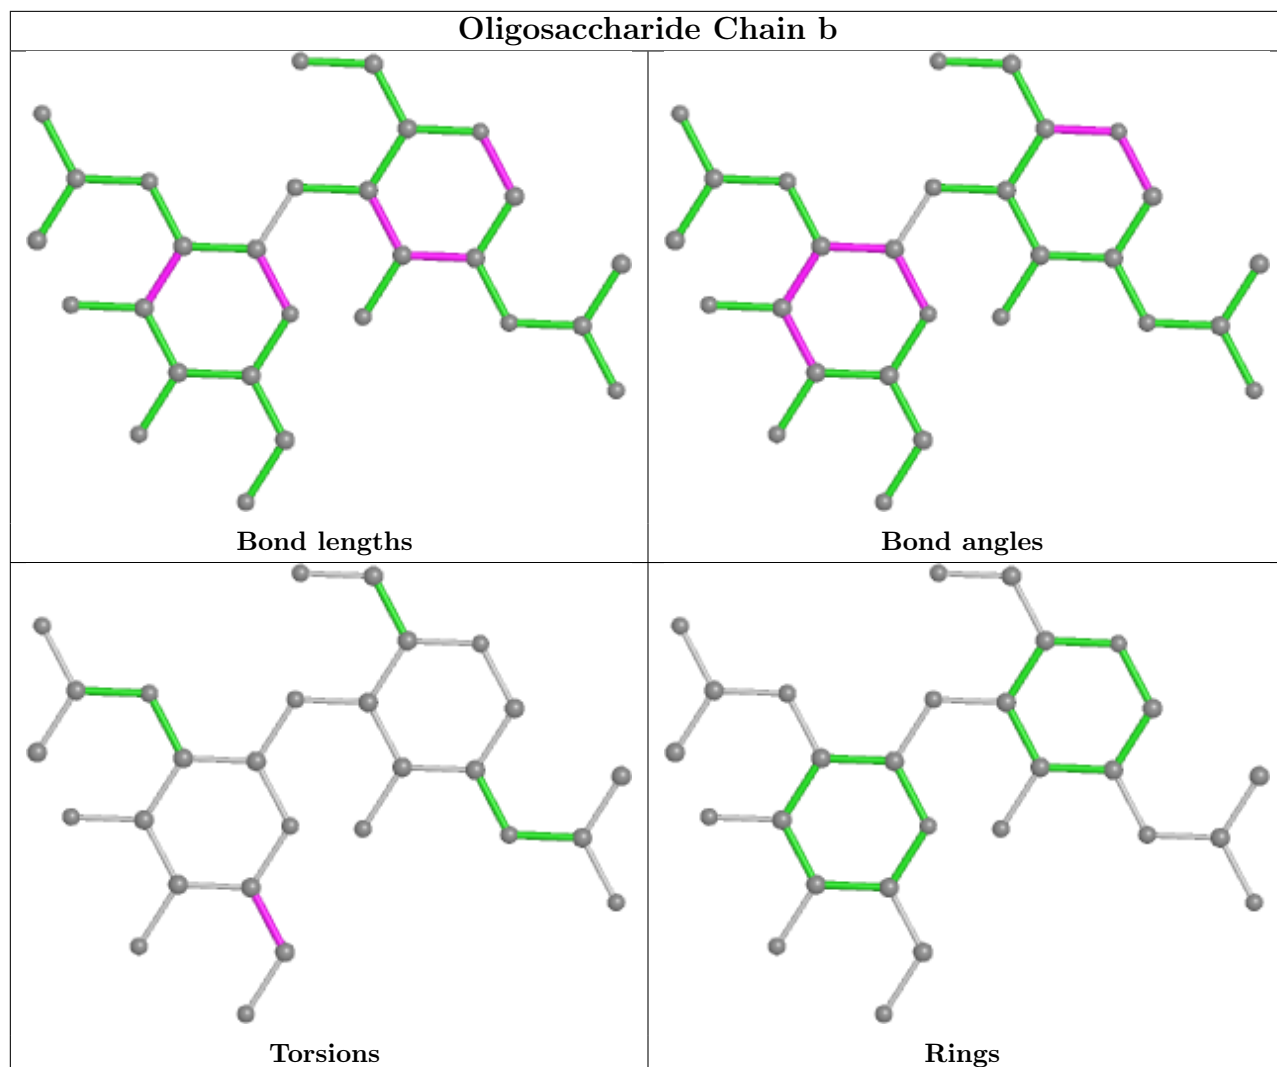 Oligosaccharide Chain b
Bond lengths
Bond angles
Torsions
Rings